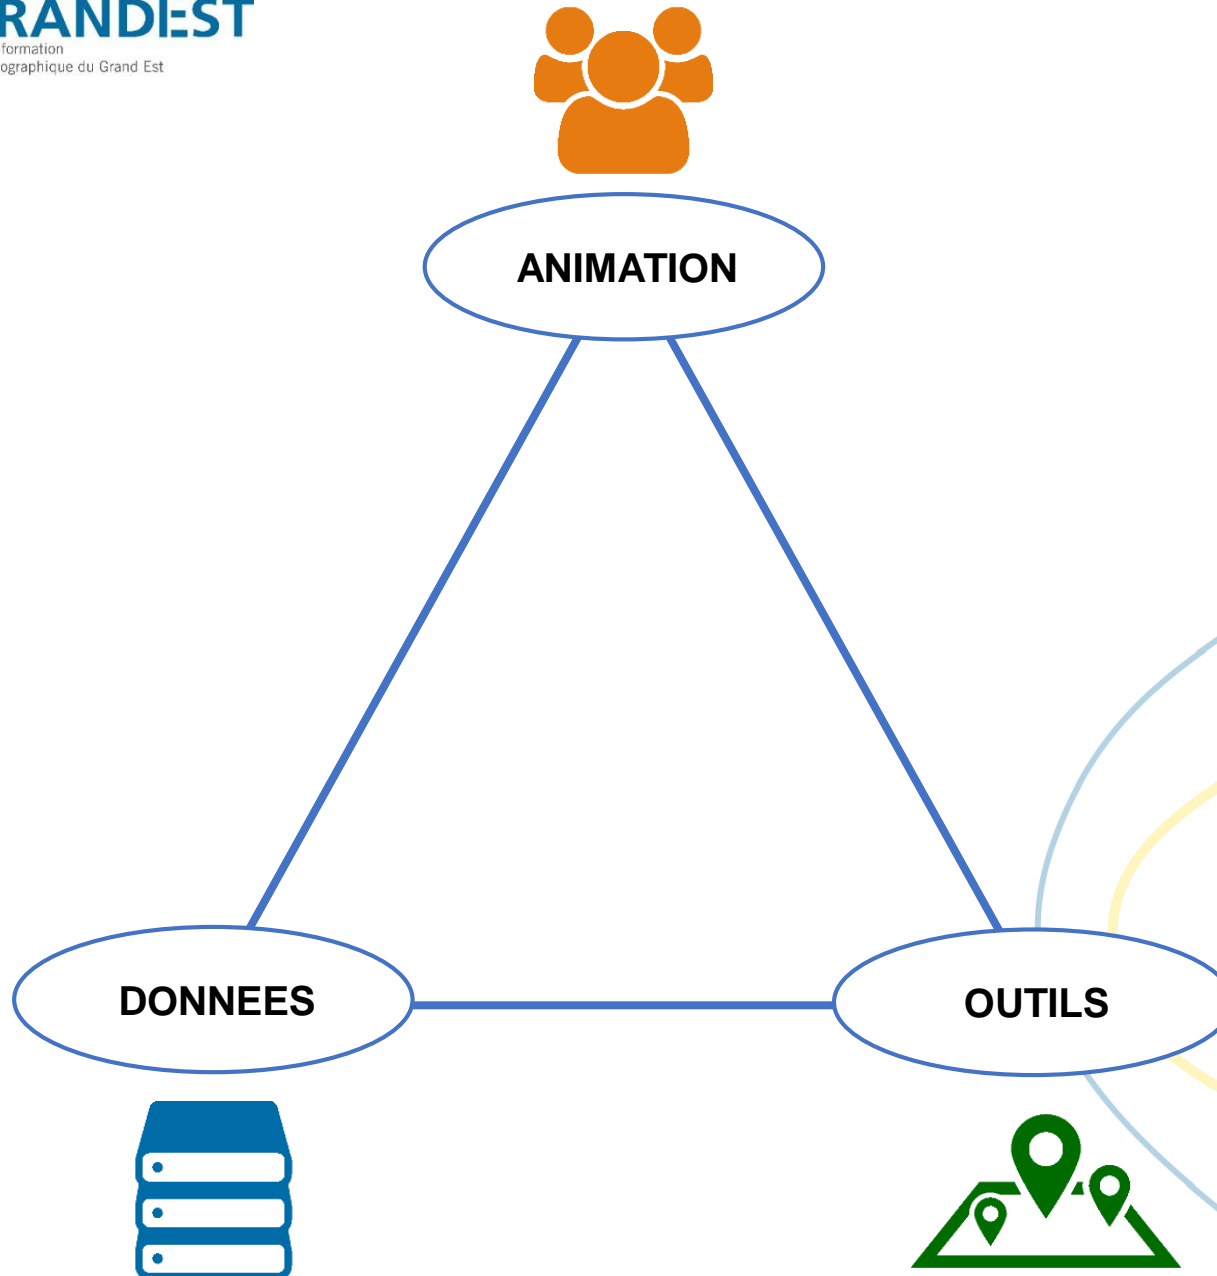 RANDEST
formation
ographique du Grand Est
ANIMATION
DONNEES
OUTILS